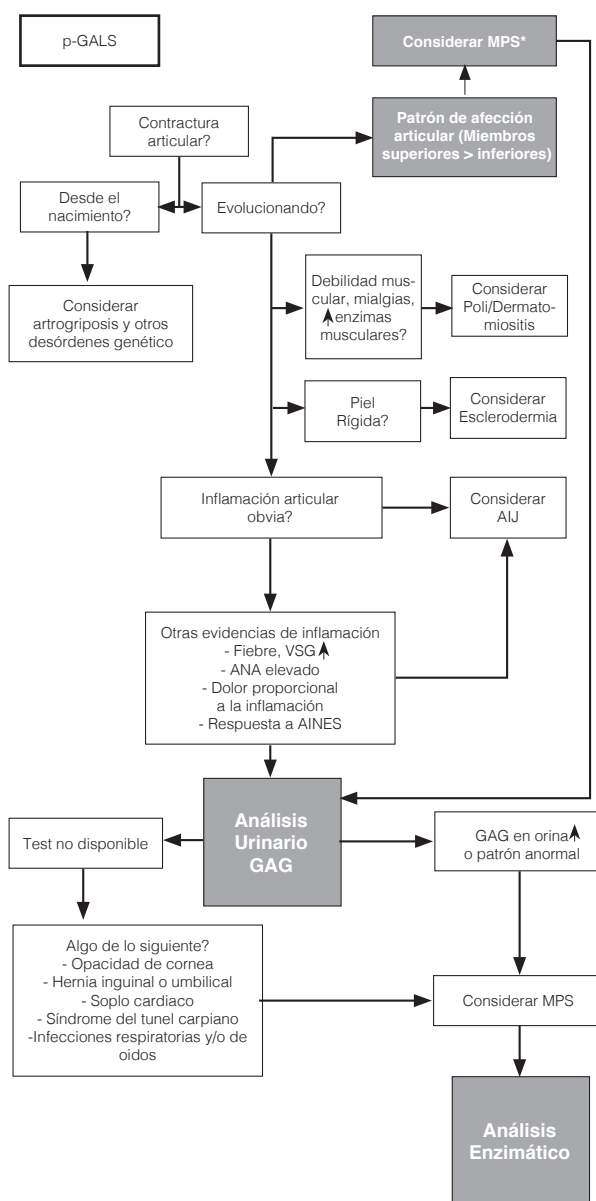 p-GALS
Considerar MPS*
Patrón de afección
articular (Miembros
superiores > inferiores)
Contractura
articular?
Desde el
nacimiento?
Evolucionando?
Considerar
artrogriposis y otros
desórdenes genético
Debilidad mus-
cular, mialgias,
enzimas
musculares?
Considerar
Poli/Dermato-
miositis
Piel
Rígida?
Considerar
Esclerodermia
Inflamación articular
obvia?
Considerar
AIJ
Otras evidencias de inflamación
- Fiebre, VSG
- ANA elevado
- Dolor proporcional
a la inflamación
- Respuesta a AINES
Análisis
Urinario
GAG
Test no disponible
GAG en orina
o patrón anormal
Algo de lo siguiente?
- Opacidad de cornea
- Hernia inguinal o umbilical
- Soplo cardiaco
- Síndrome del tunel carpiano
-Infecciones respiratorias y/o de
oidos
Considerar MPS
Análisis
Enzimático